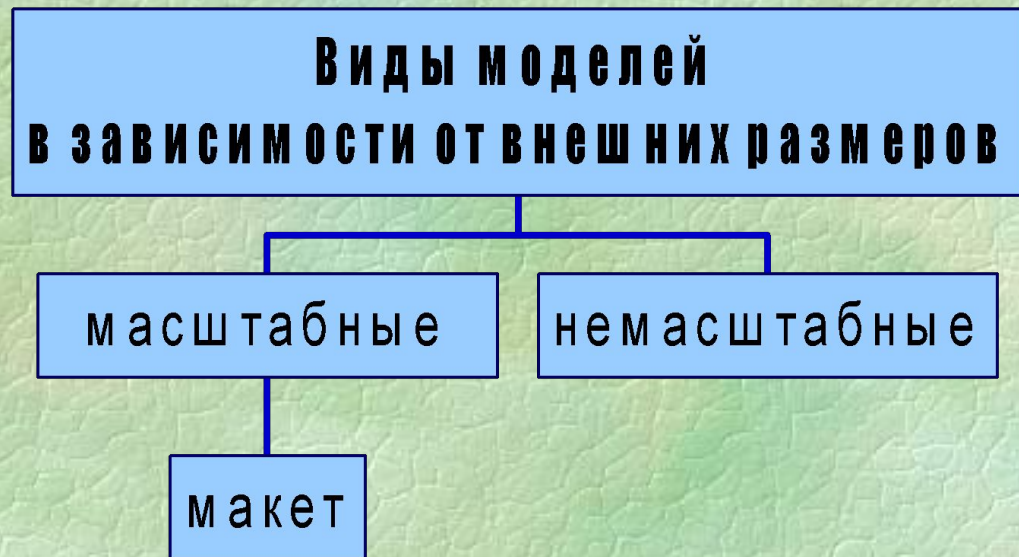 Виды моделей
в зависимости от внешних размеров
масштабные
немасштабные
макет